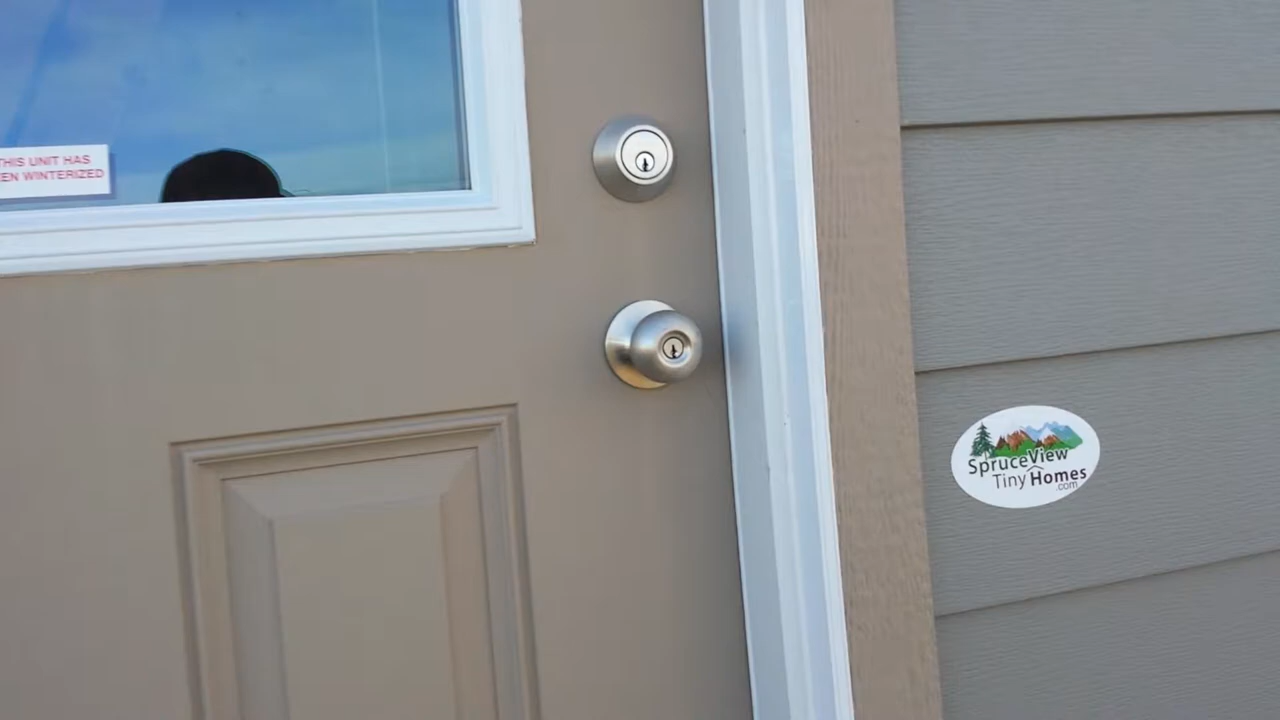 THIS UNIT HAS
EN WINTERIZED
SpruceView
Tiny Homes
.com